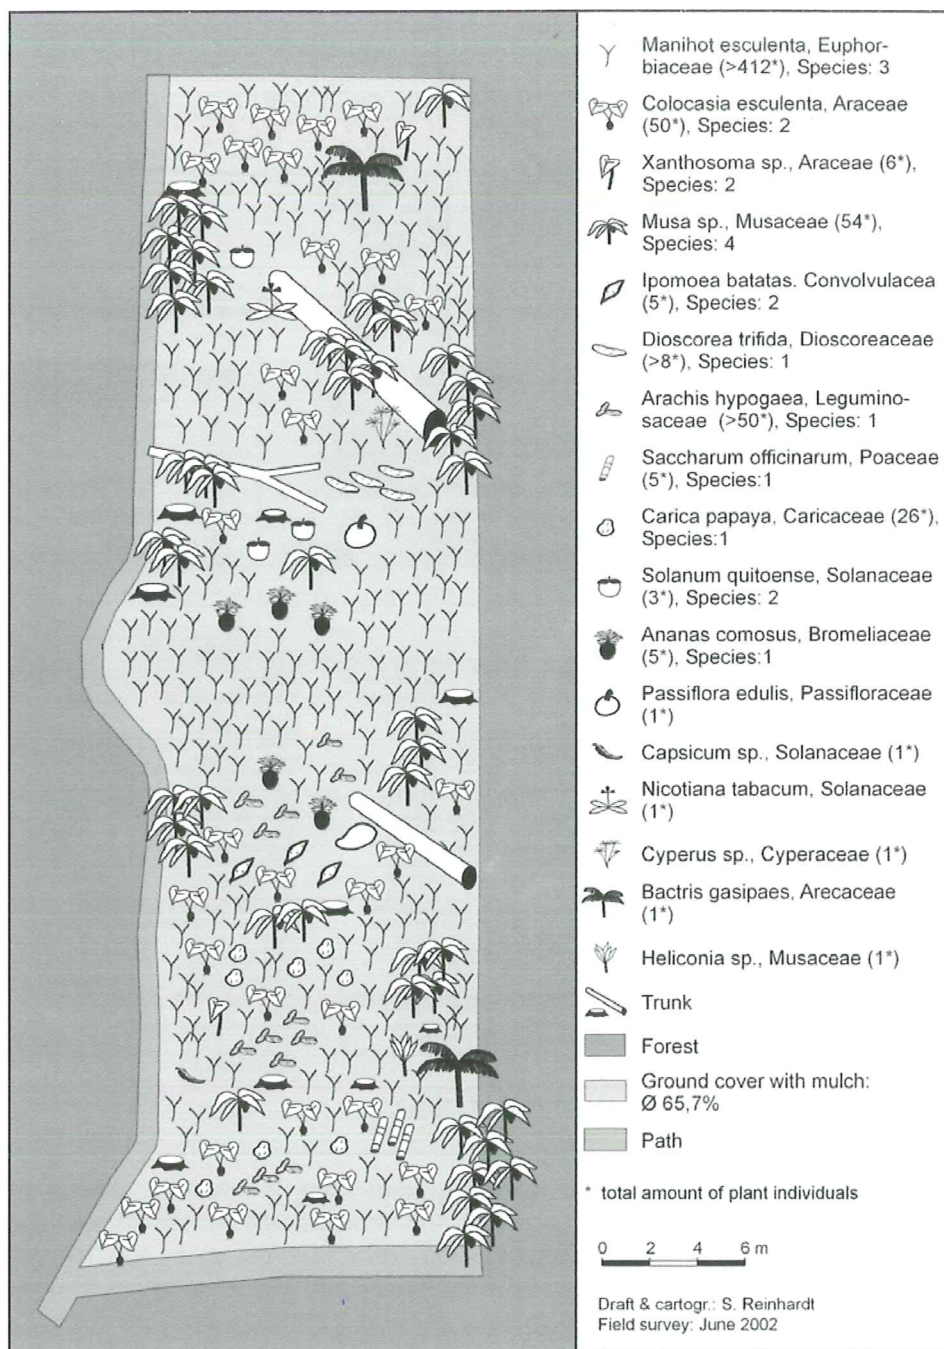 Manihot esculenta, Euphor-
biaceae (>412*), Species: 3
Colocasia esculenta, Araceae
(50*), Species: 2
Xanthosoma sp., Araceae (6*),
Species: 2
Musa sp., Musaceae (54*),
Species: 4
Ipomoea batatas. Convolvulacea
(5*), Species: 2
Dioscorea trifida, Dioscoreaceae
(>8*), Species: 1
Arachis hypogaea, Legumino-
saceae (>50*), Species: 1
Saccharum officinarum, Poaceae
(5*), Species:1
Carica papaya, Caricaceae (26*),
Species:1
Solanum quitoense, Solanaceae
(3*), Species: 2
Ananas comosus, Bromeliaceae
(5*), Species:1
Passiflora edulis, Passifloraceae
(1*)
Capsicum sp., Solanaceae (1*)
Nicotiana tabacum, Solanaceae
(1*)
Cyperus sp., Cyperaceae (1*)
Bactris gasipaes, Arecaceae
(1*)
Heliconia sp., Musaceae (1*)
Trunk
Forest
Ground cover with mulch:
Ø 65,7%
Path
* total amount of plant individuals
0 2 4 6 m
Draft & cartogr.: S. Reinhardt
Field survey: June 2002